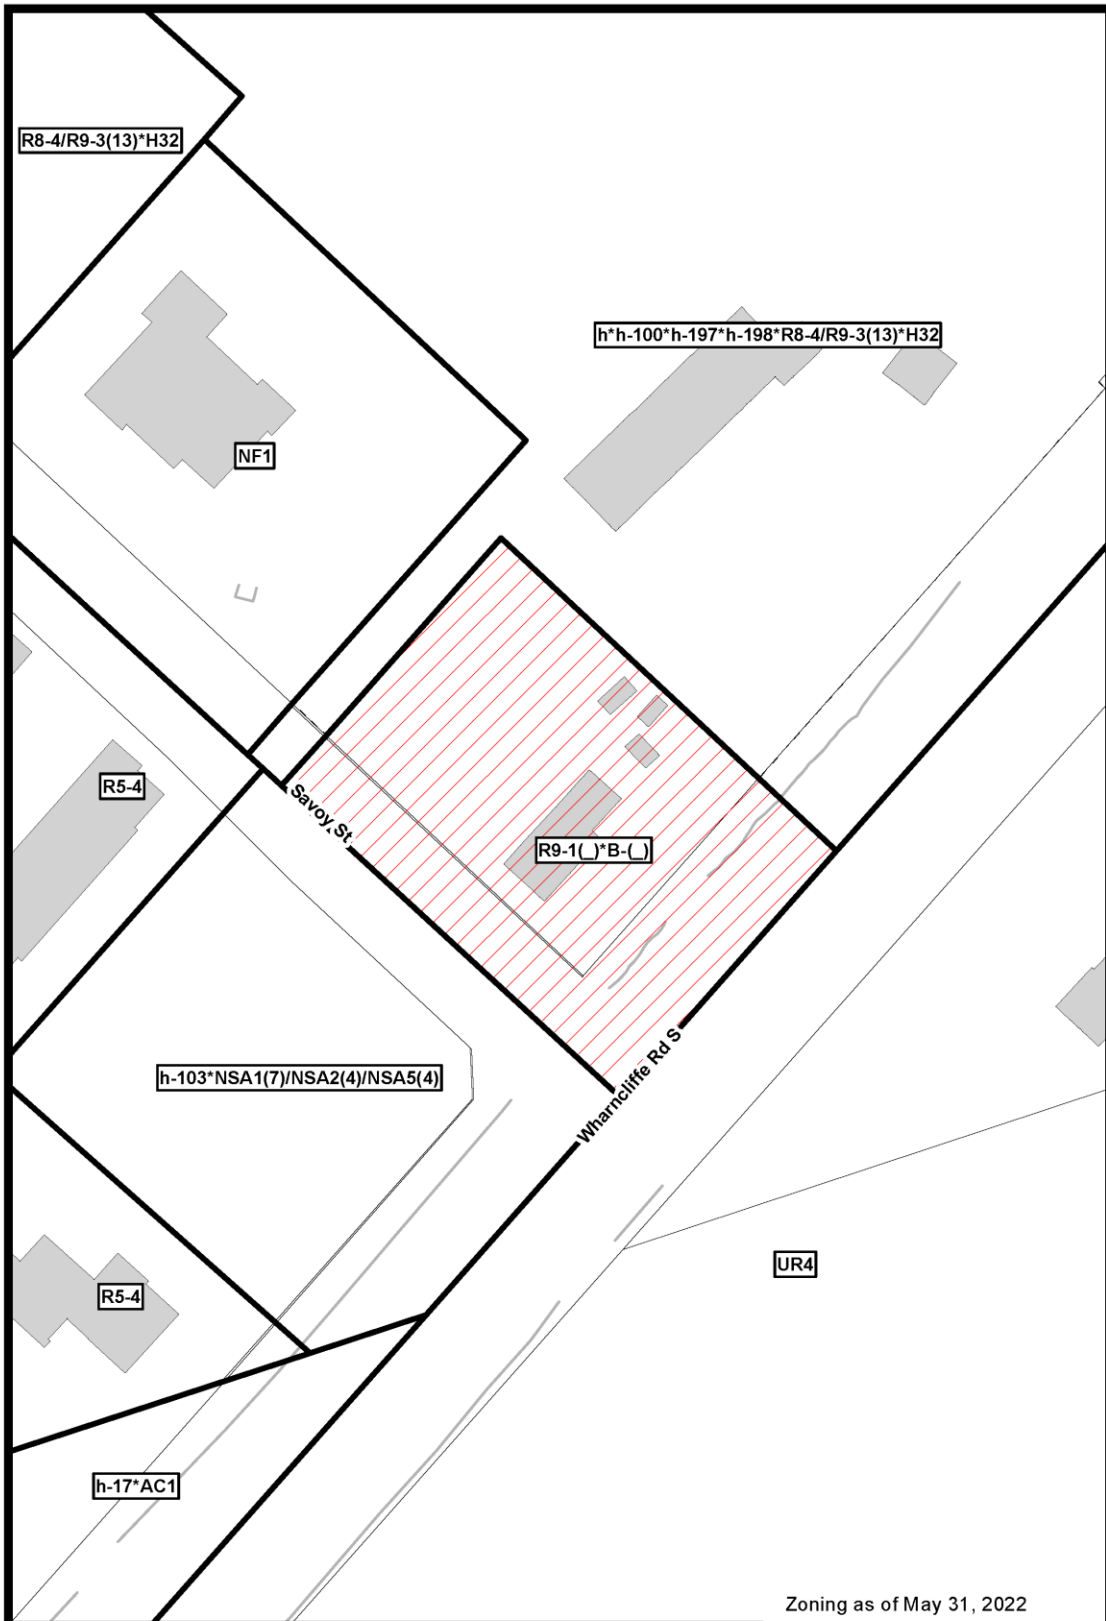 R8-4/R9-3(13)*H32
h*h-100*h-197*h-198*R8-4/R9-3(13)*H32
NF1
R5-4
Savoy St
R9-1(_)*B-(_)
Wharncliffe Rd S
h-103*NSA1(7)/NSA2(4)/NSA5(4)
UR4
R5-4
h-17*AC1
Zoning as of May 31, 2022